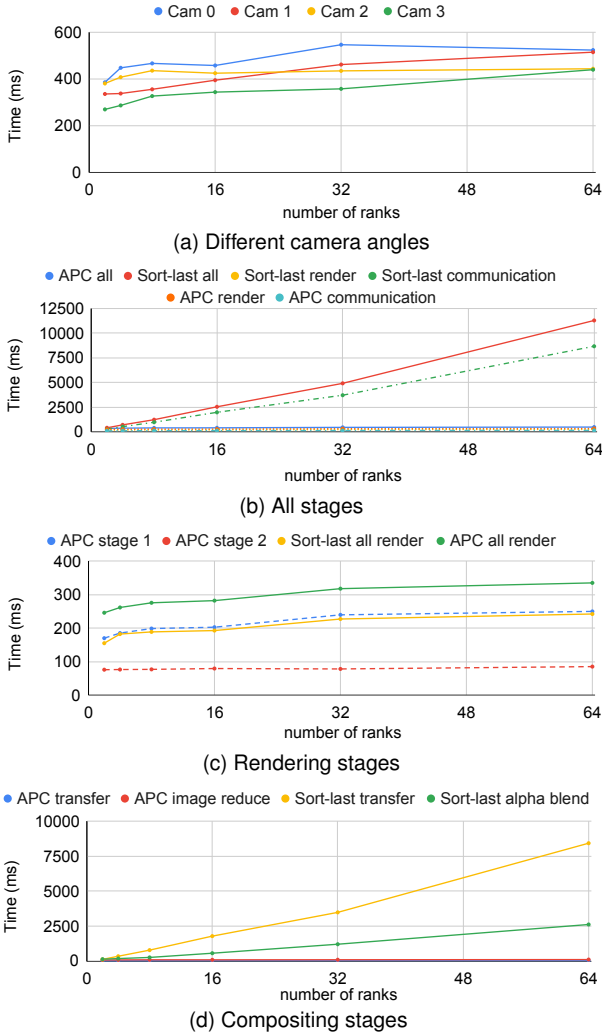 Cam 0 Cam 1 Cam 2 Cam 3
600
400
200
0
Time (ms)
0 16 32 48 64
number of ranks
(a) Different camera angles
APC all Sort-last all Sort-last render Sort-last communication
APC render APC communication
12500
10000
7500
5000
2500
0
Time (ms)
0 16 32 48 64
number of ranks
(b) All stages
APC stage 1 APC stage 2 Sort-last all render APC all render
400
300
200
100
0
Time (ms)
0 16 32 48 64
number of ranks
(c) Rendering stages
APC transfer APC image reduce Sort-last transfer Sort-last alpha blend
10000
7500
5000
2500
0
Time (ms)
0 16 32 48 64
number of ranks
(d) Compositing stages